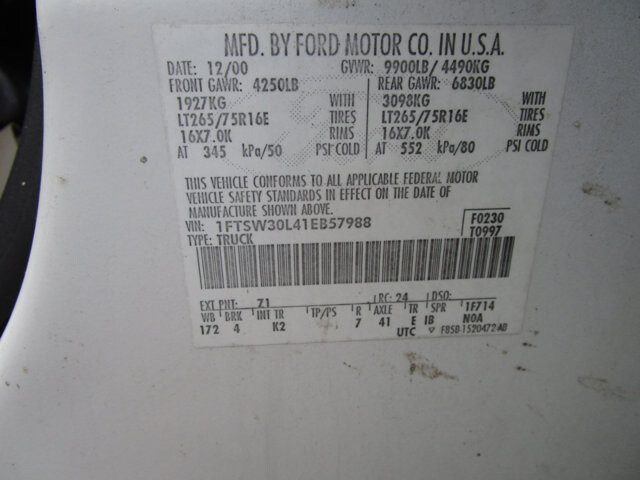 MFD. BY FORD MOTOR CO. IN U.S.A.
DATE: 12/00 GVWR: 9900LB/ 4490KG
FRONT GAWR: 4250LB REAR GAWR: 6830LB
1927KG WITH 3098KG WITH
LT265/75R16E TIRES LT265/75R16E TIRES
16X7.0K RIMS 16X7.0K RIMS
AT 345 kPa/50 PSI COLD AT 552 kPa/80 PSI COLD
THIS VEHICLE CONFORMS TO ALL APPLICABLE FEDERAL MOTOR
VEHICLE SAFETY STANDARDS IN EFFECT ON THE DATE OF
MANUFACTURE SHOWN ABOVE.
VIN: 1FTSW30L41EB57988 F0230
TYPE: TRUCK T0997
EXT PNT: Z1 RC: 24 DSO:
WB BRK INT TR TP/PS R AXLE TR SPR 1F714
172 4 K2 7 41 E IB N0A
UTC F85B-1520472-AB